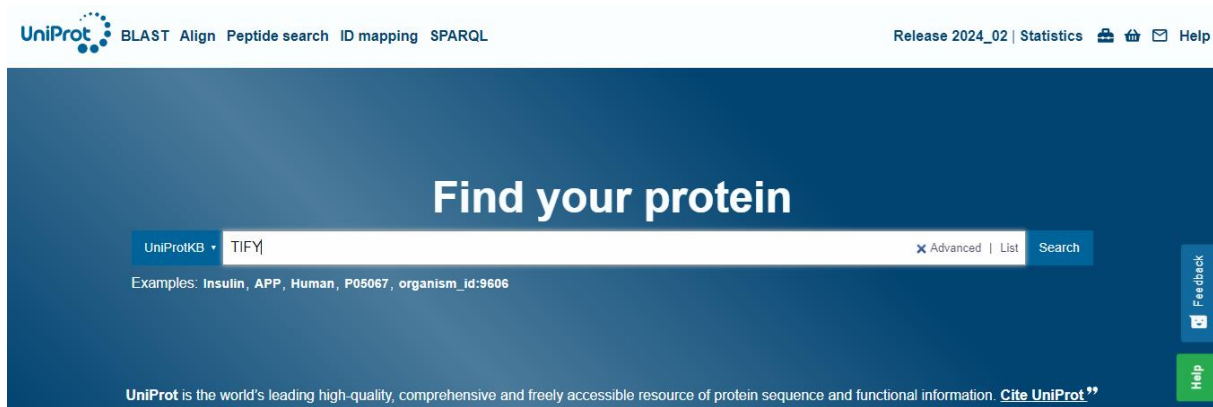 UniProt BLAST Align Peptide search ID mapping SPARQL Release 2024_02 | Statistics Help
Find your protein
UniProtKB TIFY Advanced | List Search
Examples: Insulin, APP, Human, P05067, organism_id:9606
Feedback
Help
UniProt is the world's leading high-quality, comprehensive and freely accessible resource of protein sequence and functional information. Cite UniProt”